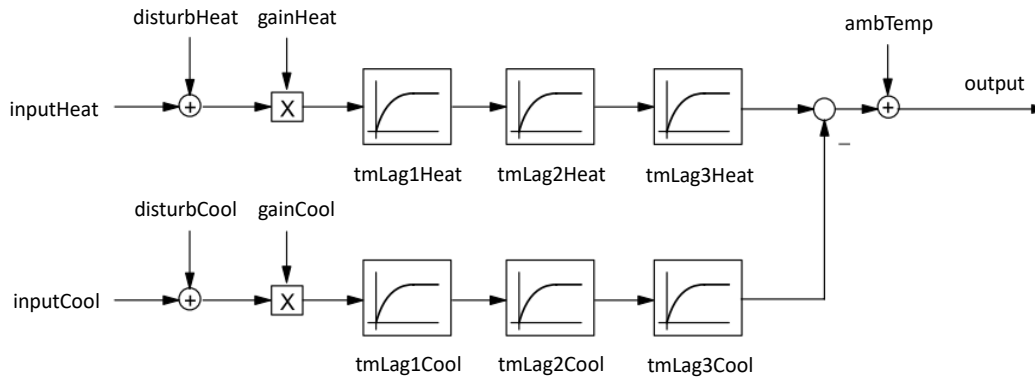 disturbHeat gainHeat
ambTemp
+
output
inputHeat
+
X
+
−
tmLag1Heat tmLag2Heat tmLag3Heat
disturbCool gainCool
inputCool
+
X
tmLag1Cool tmLag2Cool tmLag3Cool